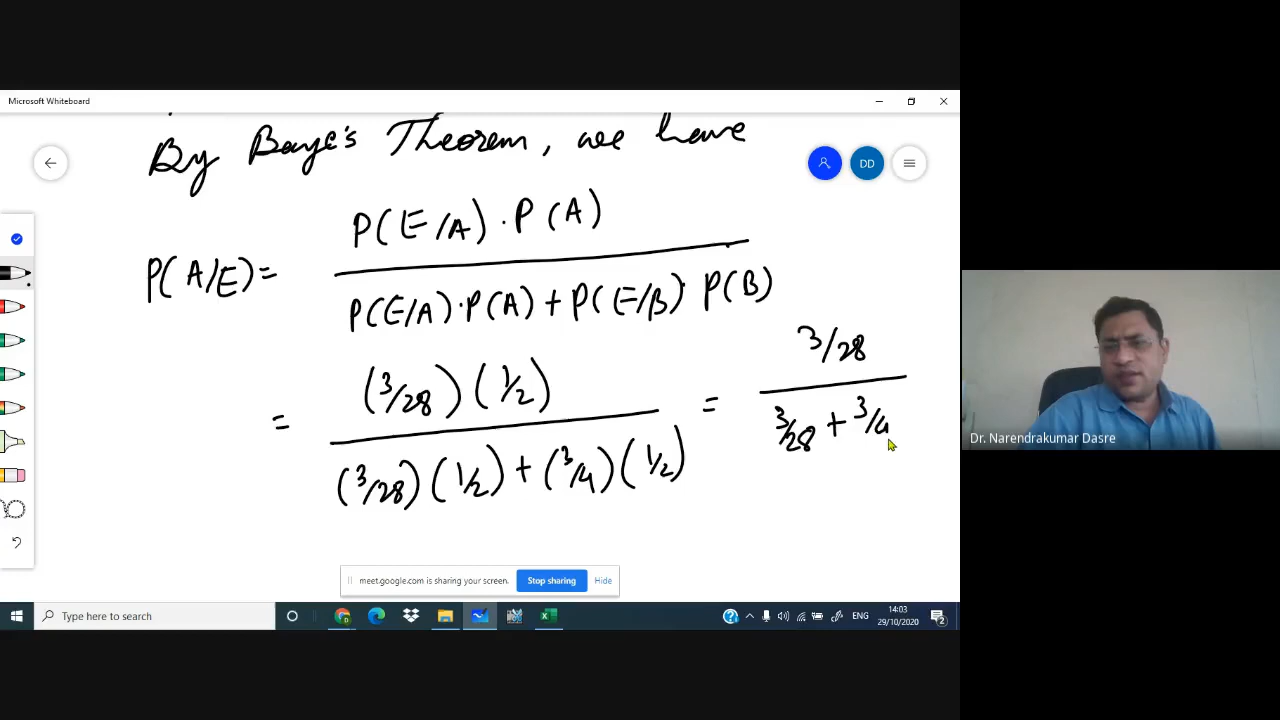 Microsoft Whiteboard
By Baye's Theorem, we have
DD
P(A/E) = P(E/A) · P(A)
P(E/A) · P(A) + P(E/B) · P(B)
= (3/28) (1/2)
(3/28) (1/2) + (3/4) (1/2)
= 3/28
3/28 + 3/4
Dr. Narendrakumar Dasre
meet.google.com is sharing your screen.
Stop sharing
Hide
Type here to search
ENG
14:03
29/10/2020
2